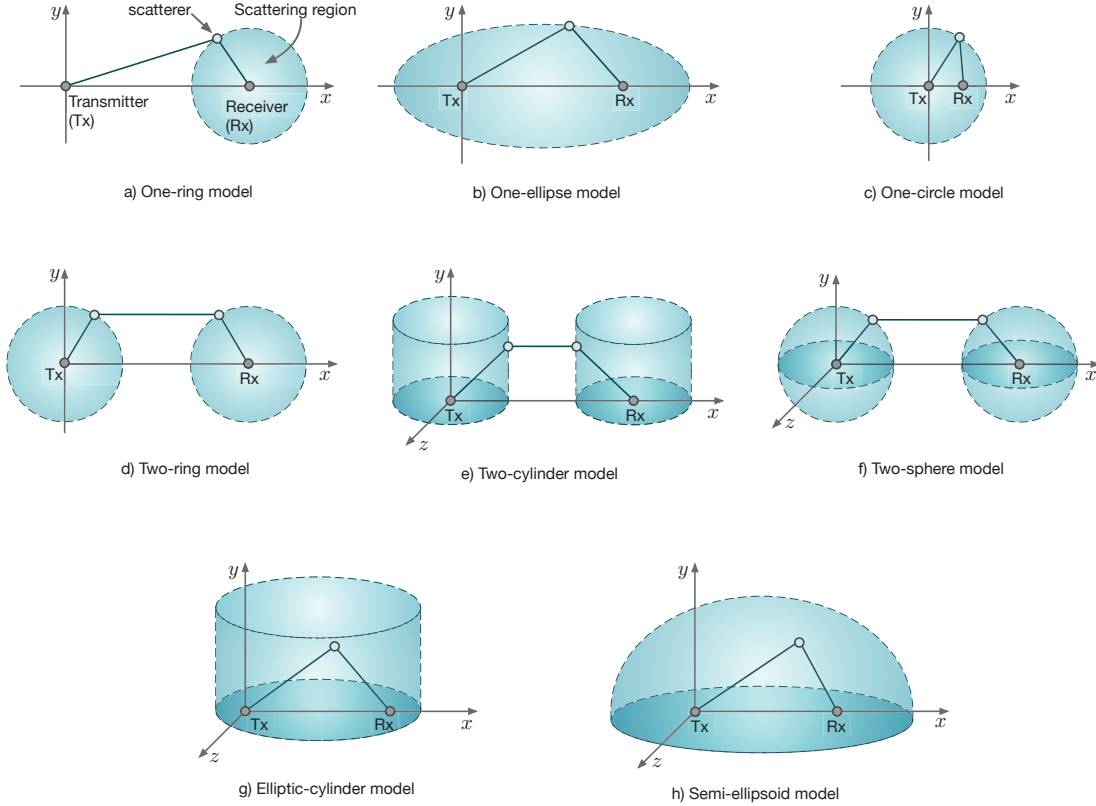 scatterer
Scattering region
y
x
Transmitter
(Tx)
Receiver
(Rx)
a) One-ring model
y
Tx
Rx
x
b) One-ellipse model
y
Tx
Rx
x
c) One-circle model
y
Tx
Rx
x
d) Two-ring model
y
Tx
Rx
x
z
e) Two-cylinder model
y
Tx
Rx
x
z
f) Two-sphere model
y
Tx
Rx
x
z
g) Elliptic-cylinder model
y
Tx
Rx
x
z
h) Semi-ellipsoid model